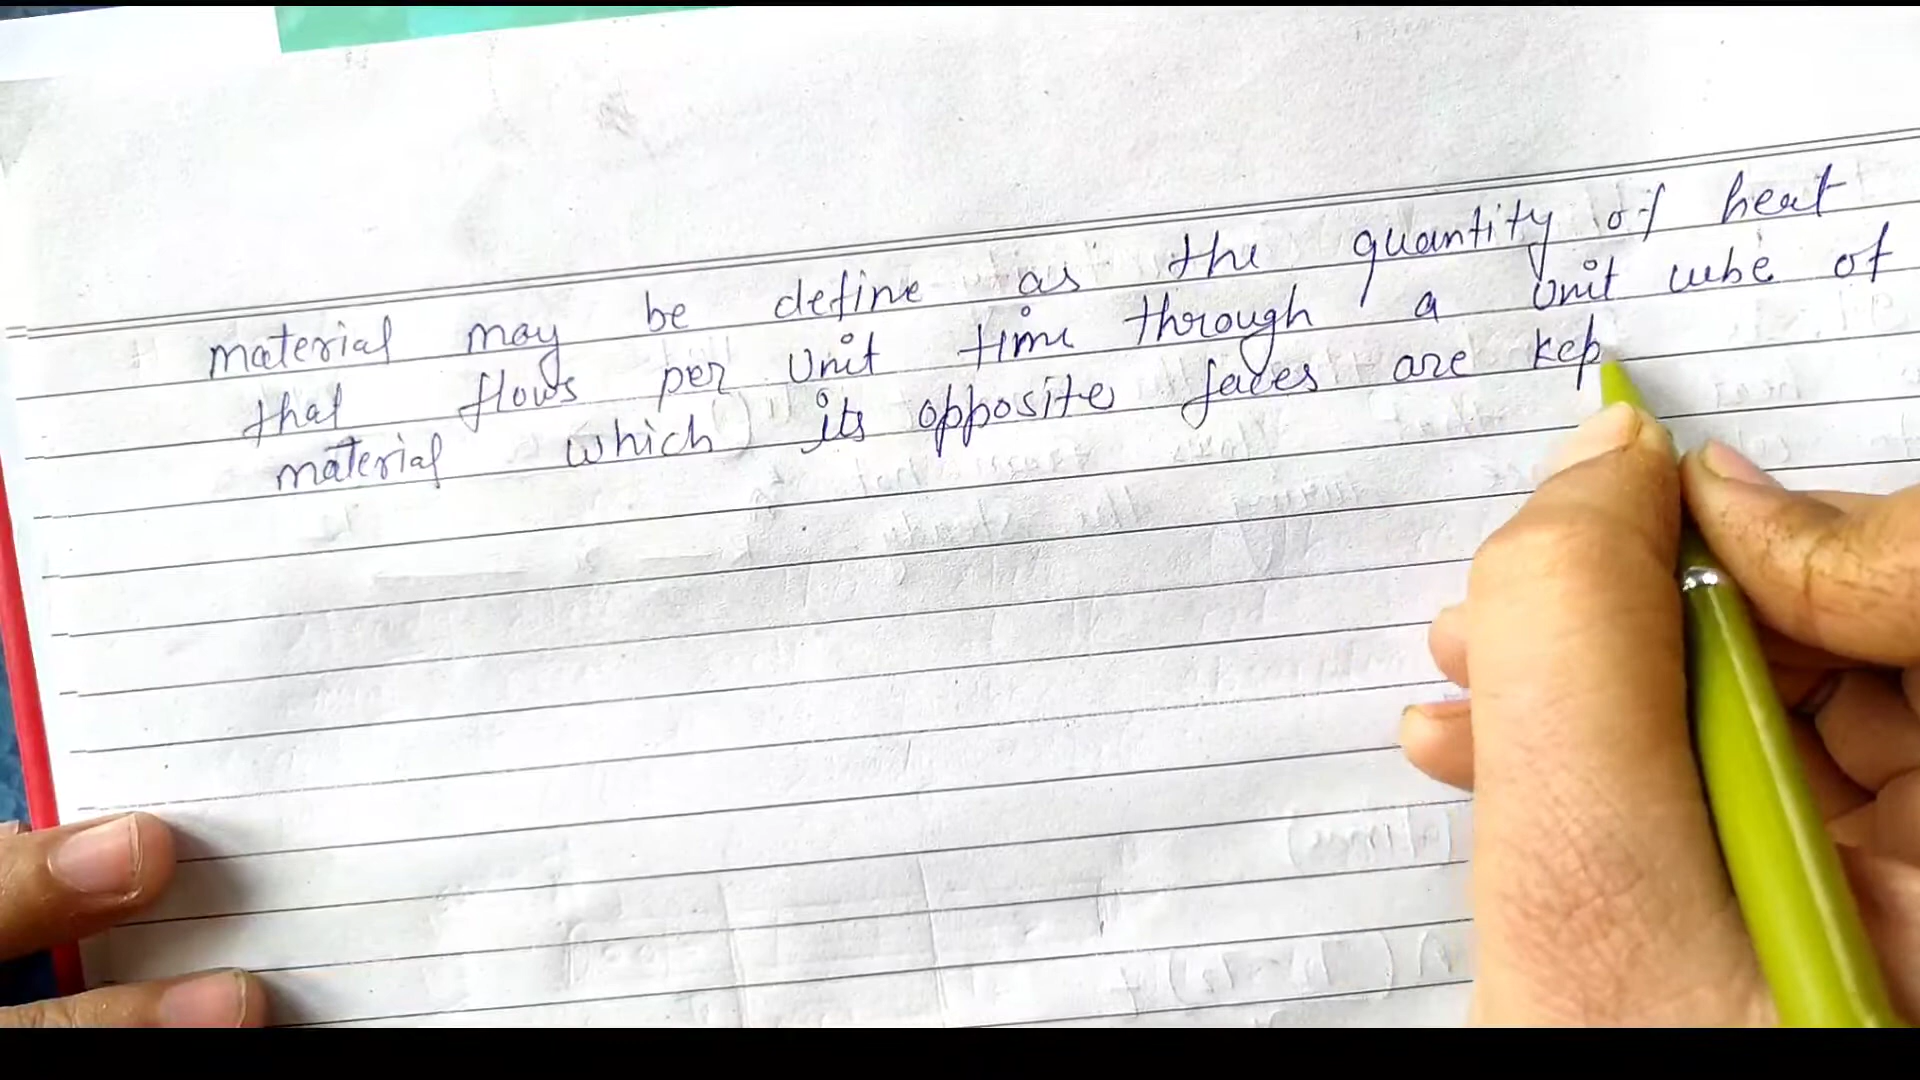 material may be define as the quantity of heat
that flows per unit time through a Unit cube of
material which its opposite faces are kep